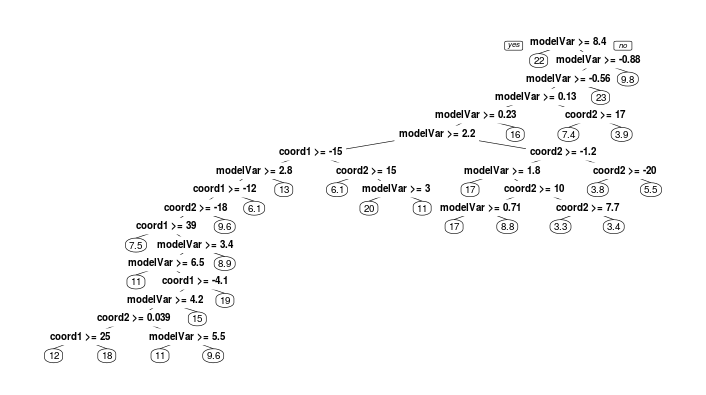 modelVar >= 8.4
yes no
22 modelVar >= -0.88
modelVar >= -0.56 9.8
modelVar >= 0.13 23
modelVar >= 0.23 coord2 >= 17
modelVar >= 2.2 16 7.4 3.9
coord1 >= -15 coord2 >= -1.2
modelVar >= 2.8 coord2 >= 15 modelVar >= 1.8 coord2 >= -20
coord1 >= -12 13 6.1 modelVar >= 3 17 coord2 >= 10 3.8 5.5
coord2 >= -18 6.1 20 11 modelVar >= 0.71 coord2 >= 7.7
coord1 >= 39 9.6 17 8.8 3.3 3.4
7.5 modelVar >= 3.4
modelVar >= 6.5 8.9
11 coord1 >= -4.1
modelVar >= 4.2 19
coord2 >= 0.039 15
coord1 >= 25 modelVar >= 5.5
12 18 11 9.6